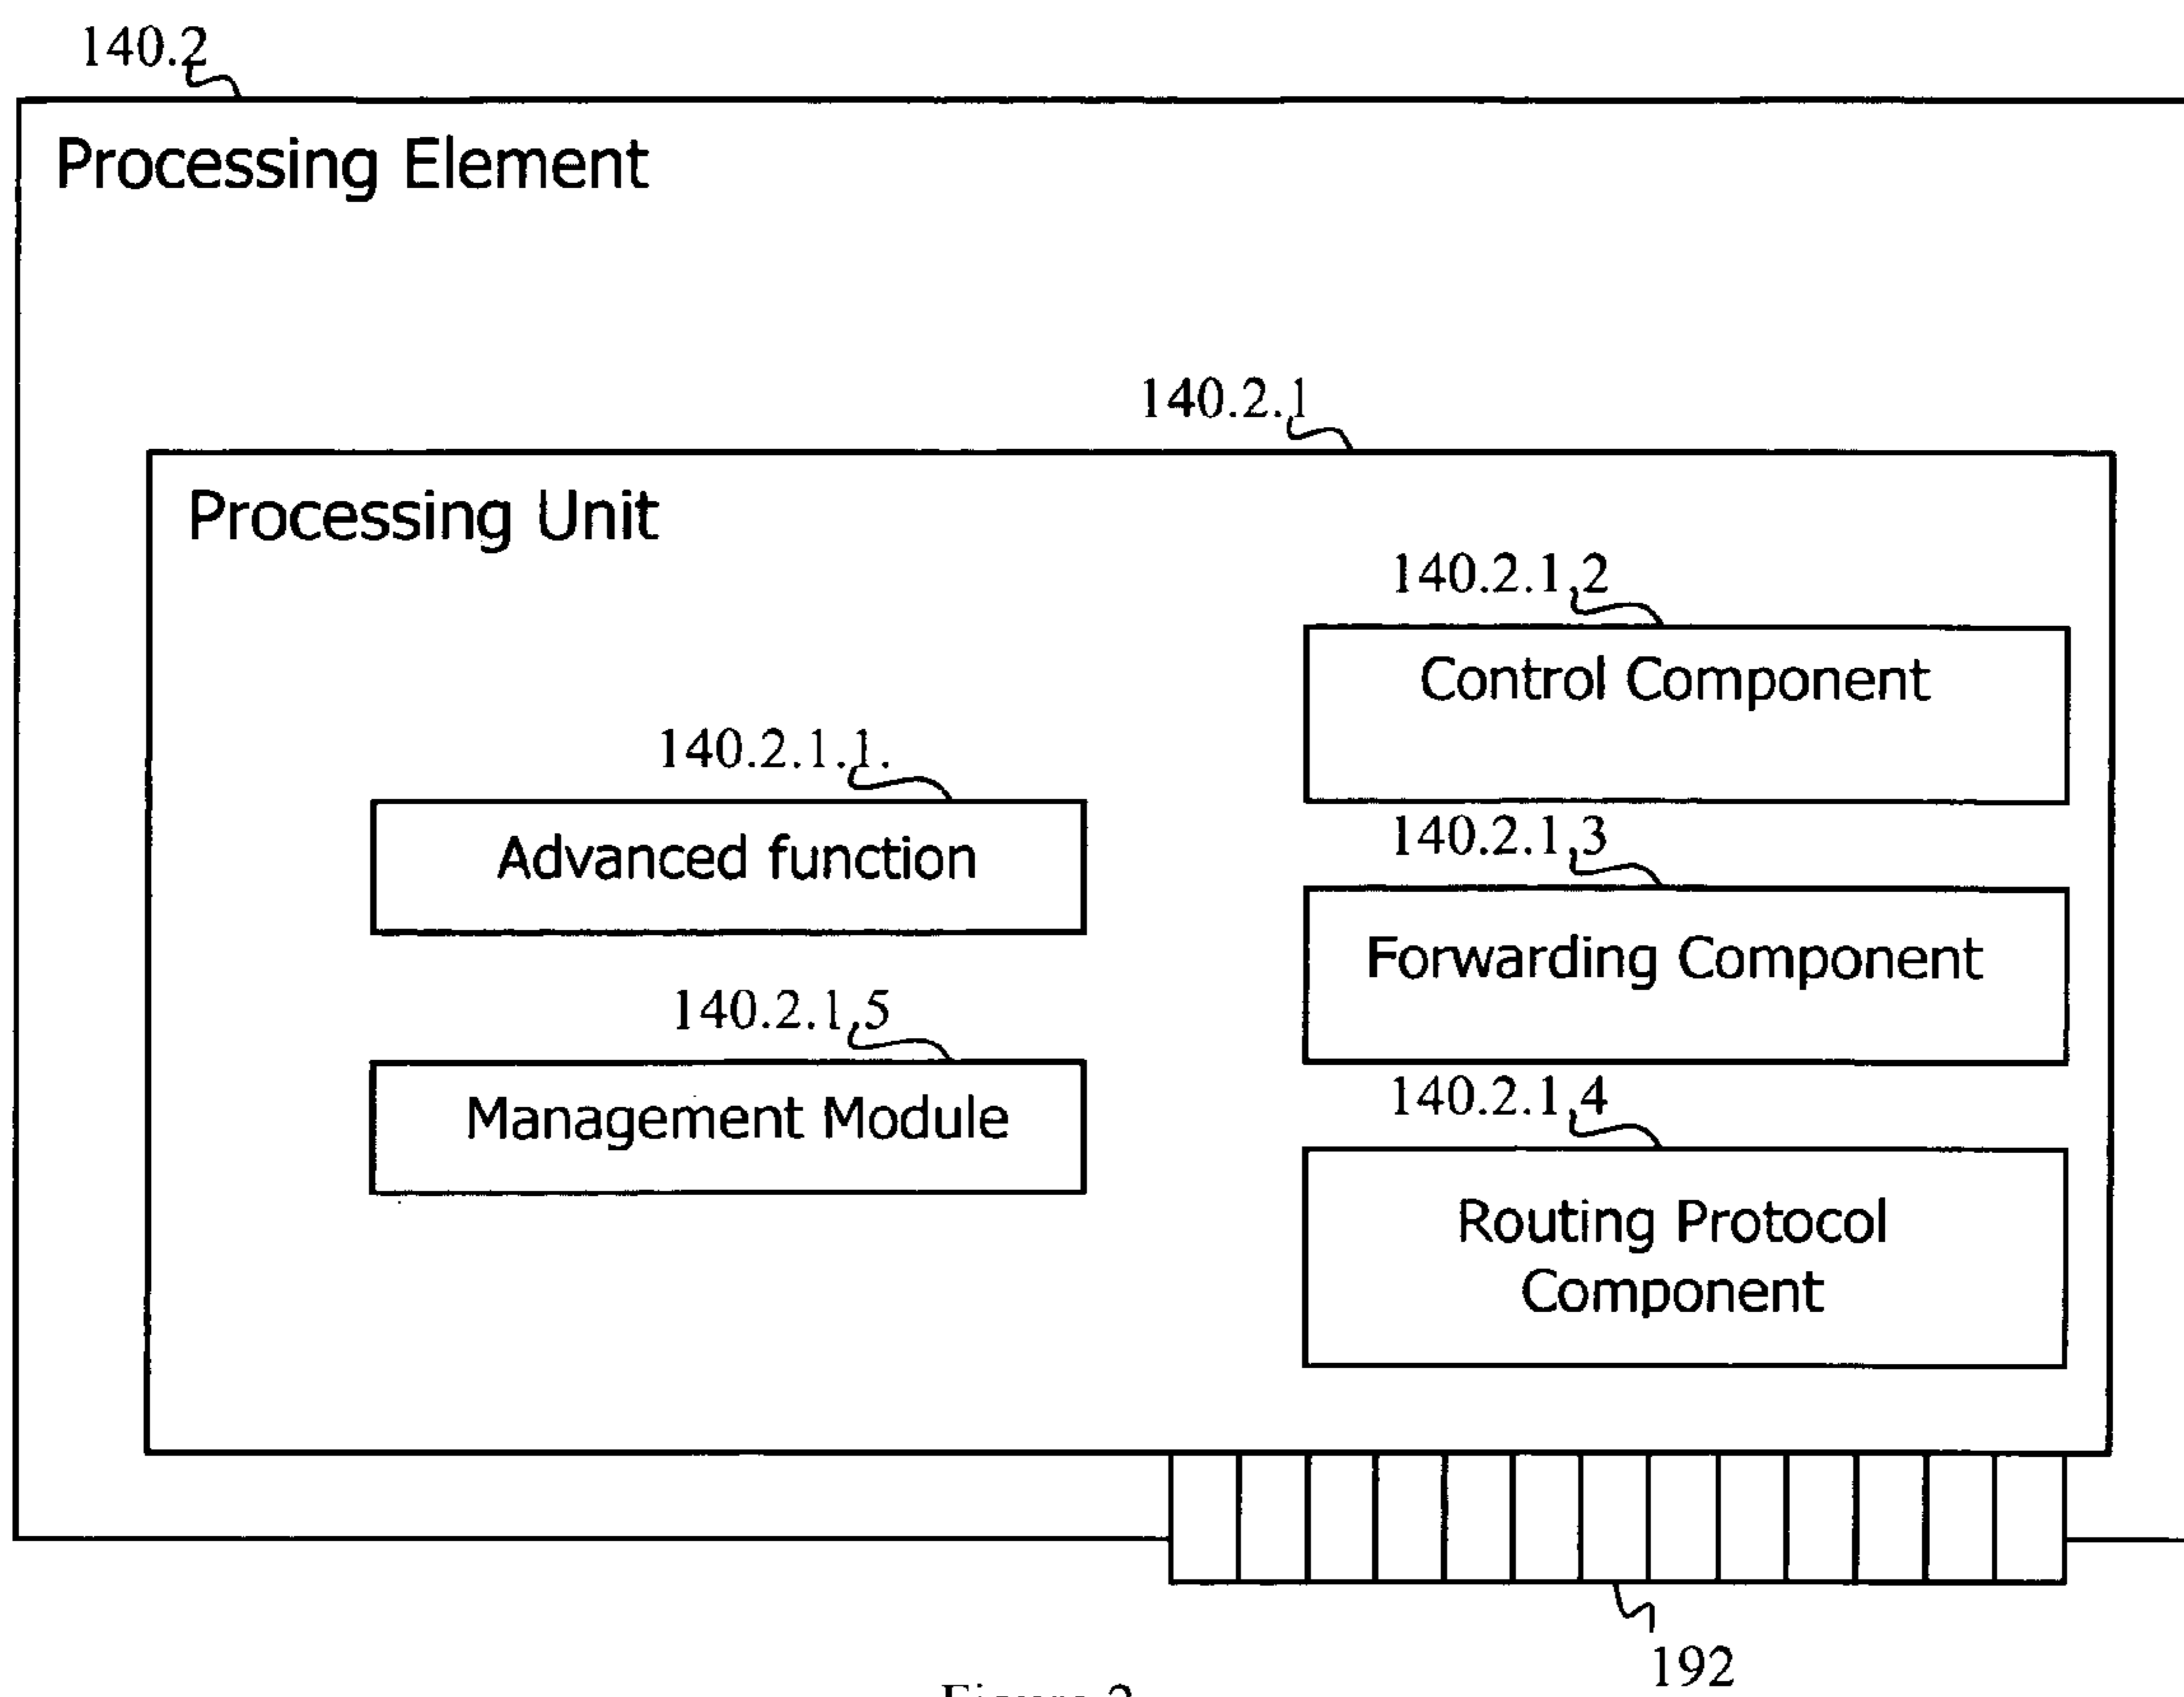 140.2
Processing Element
140.2.1
Processing Unit
140.2.1.2
Control Component
140.2.1.1.
Advanced function
140.2.1.3
Forwarding Component
140.2.1.5
Management Module
140.2.1.4
Routing Protocol
Component
192